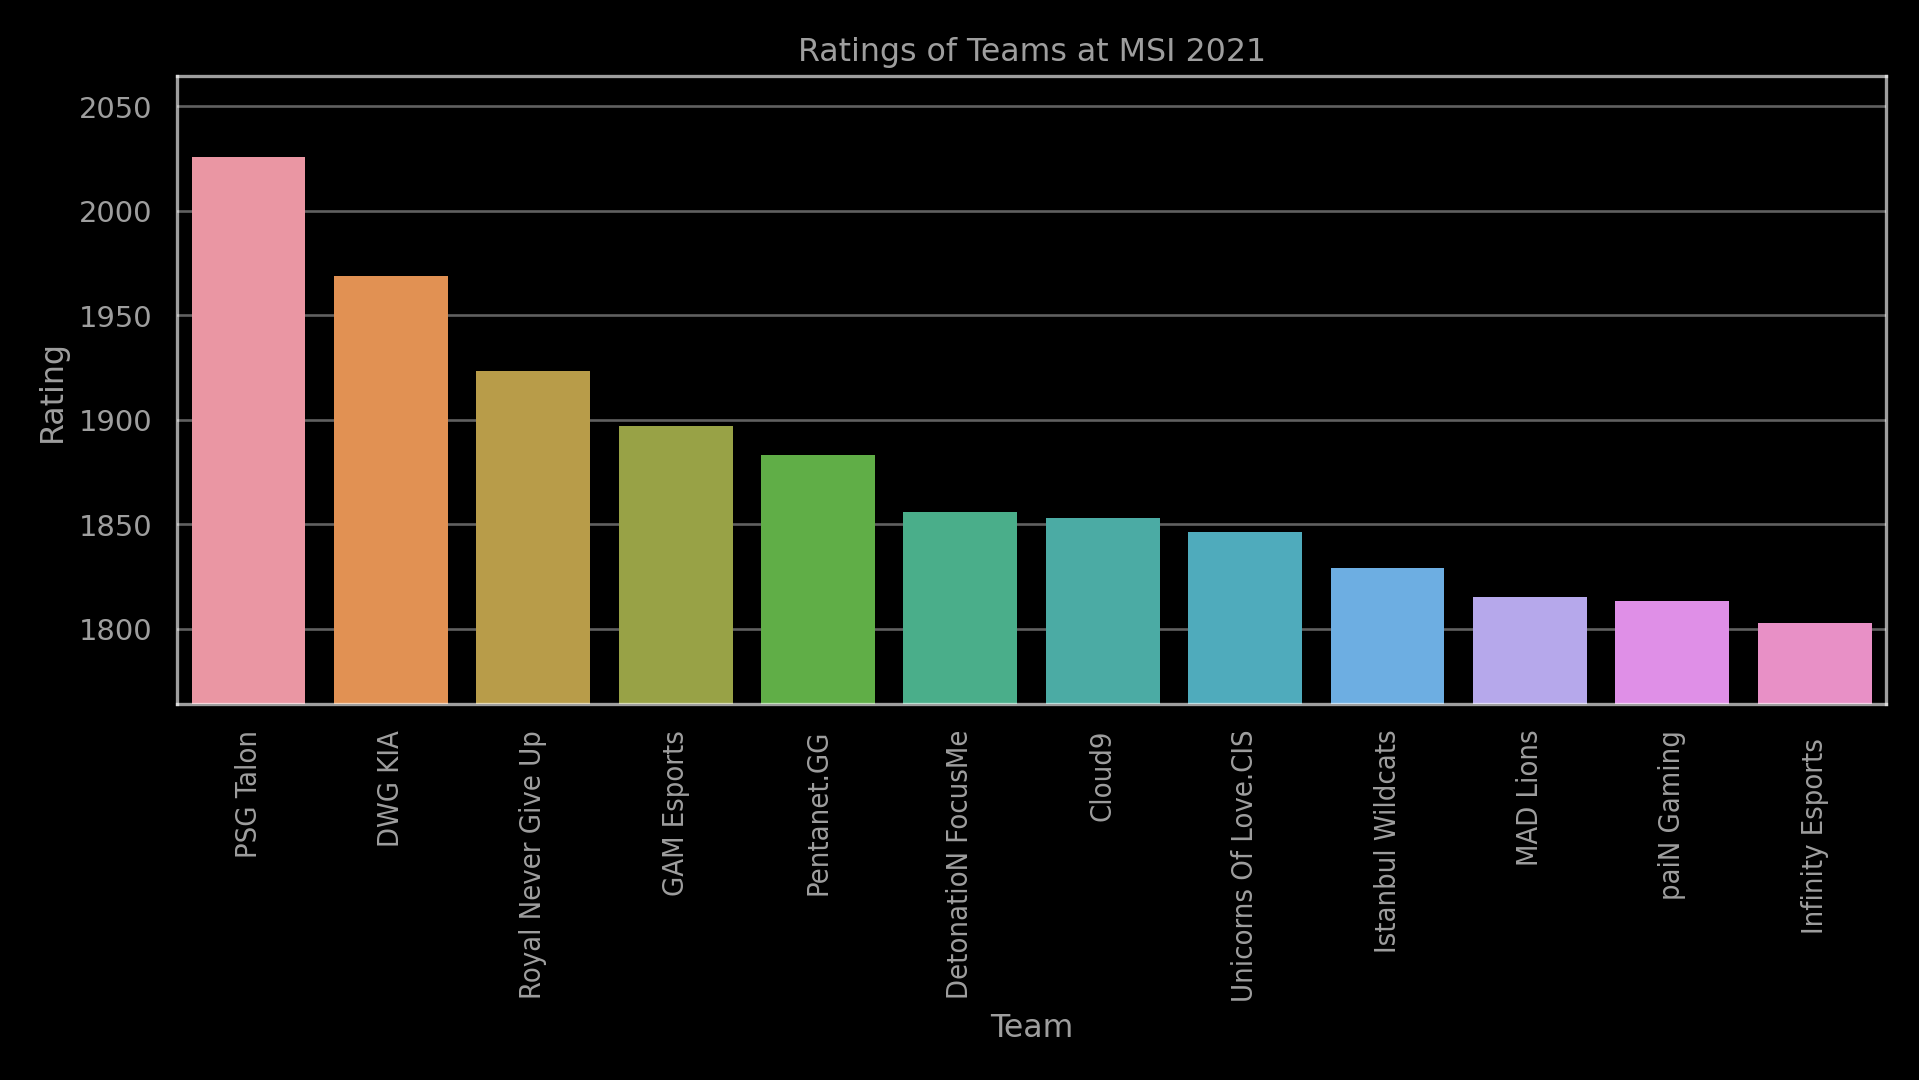 Ratings of Teams at MSI 2021
2050
2000
1950
1900
1850
1800
Rating
PSG Talon
DWG KIA
Royal Never Give Up
GAM Esports
Pentanet.GG
DetonatioN FocusMe
Cloud9
Unicorns Of Love.CIS
Istanbul Wildcats
MAD Lions
paiN Gaming
Infinity Esports
Team